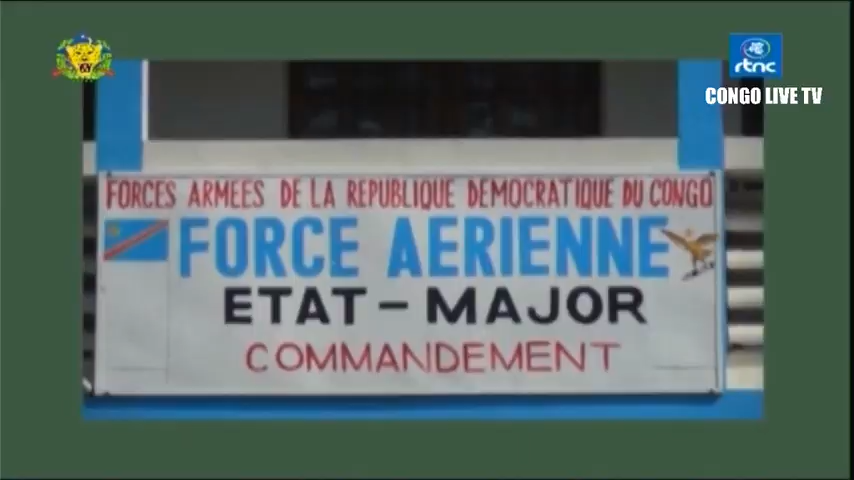 rtnc
CONGO LIVE TV
FORCES ARMEES DE LA REPUBLIQUE DEMOCRATIQUE DU CONGO
FORCE AERIENNE
ETAT-MAJOR
COMMANDEMENT